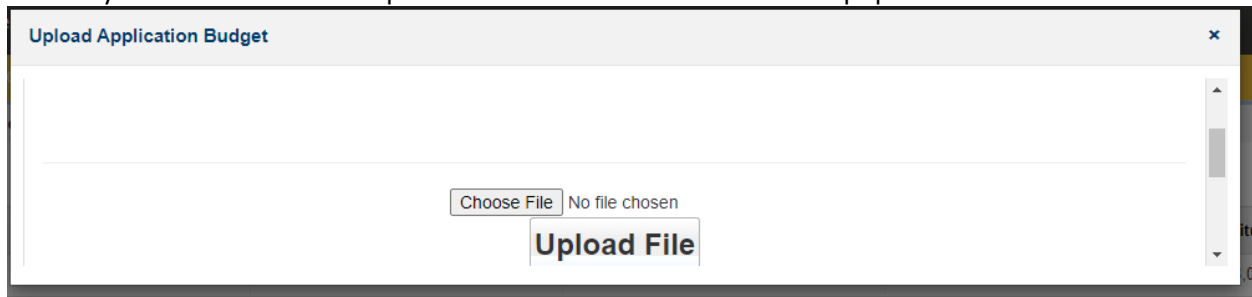 Upload Application Budget ×
Choose File No file chosen
Upload File